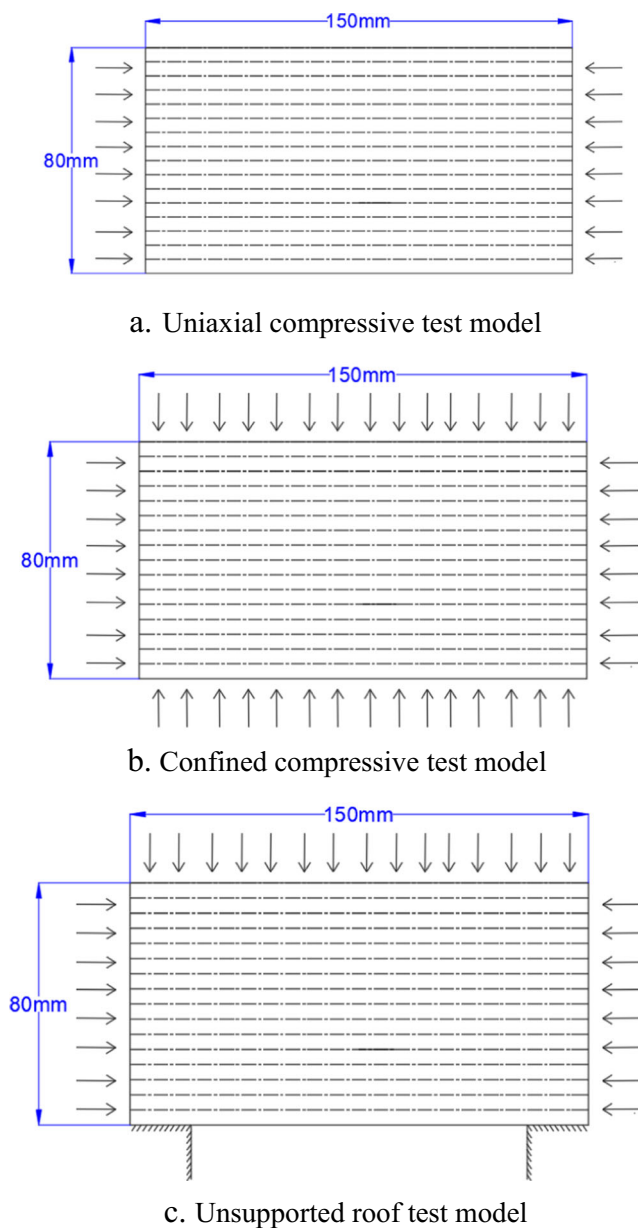 150mm
80mm
a. Uniaxial compressive test model
150mm
80mm
b. Confined compressive test model
150mm
80mm
c. Unsupported roof test model